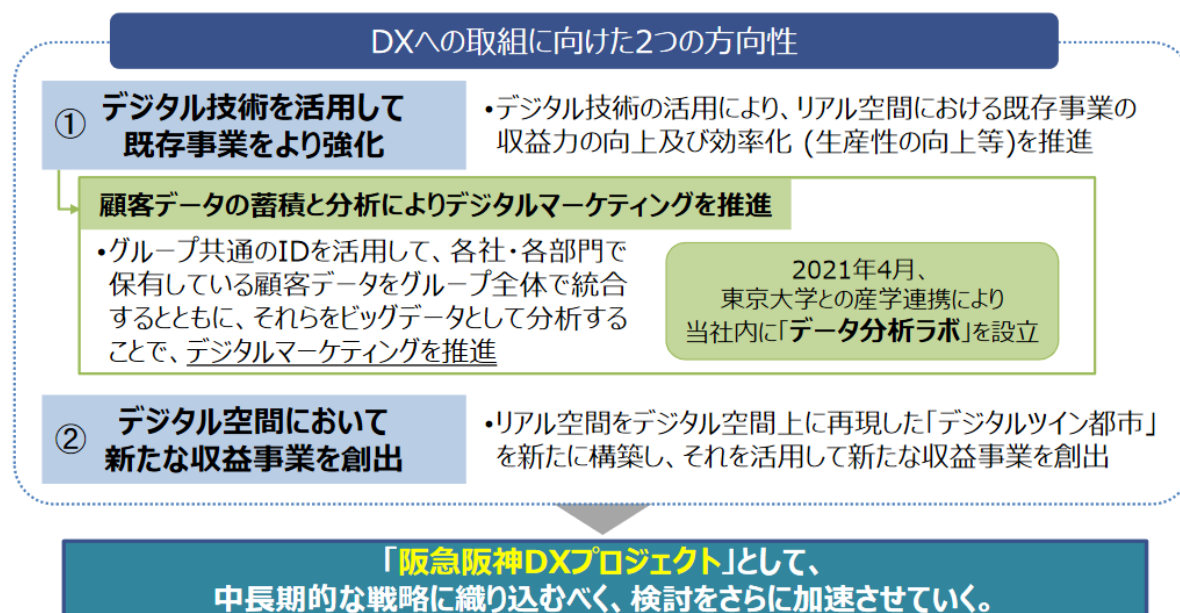 DXへの取組に向けた2つの方向性
① デジタル技術を活用して
既存事業をより強化
•デジタル技術の活用により、リアル空間における既存事業の
収益力の向上及び効率化 (生産性の向上等)を推進
顧客データの蓄積と分析によりデジタルマーケティングを推進
•グループ共通のIDを活用して、各社・各部門で
保有している顧客データをグループ全体で統合
するとともに、それらをビッグデータとして分析する
ことで、デジタルマーケティングを推進
2021年4月、
東京大学との産学連携により
当社内に「データ分析ラボ」を設立
② デジタル空間において
新たな収益事業を創出
•リアル空間をデジタル空間上に再現した「デジタルツイン都市」
を新たに構築し、それを活用して新たな収益事業を創出
「阪急阪神DXプロジェクト」として、
中長期的な戦略に織り込むべく、検討をさらに加速させていく。